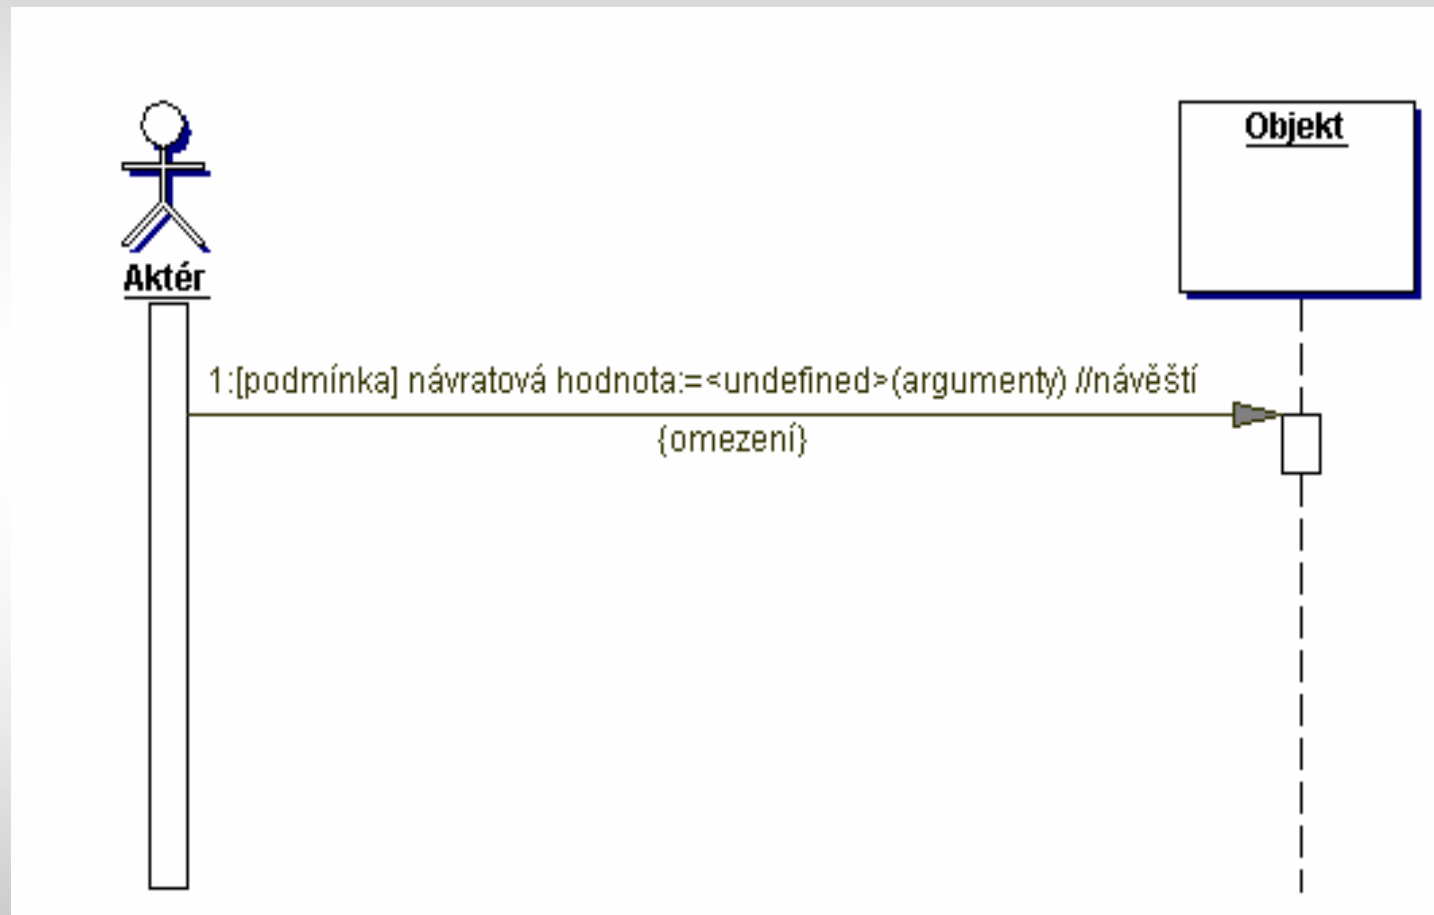 Objekt
Aktér
1:[podmínka] návratová hodnota:=<undefined>(argumenty) //návěští
{omezení}